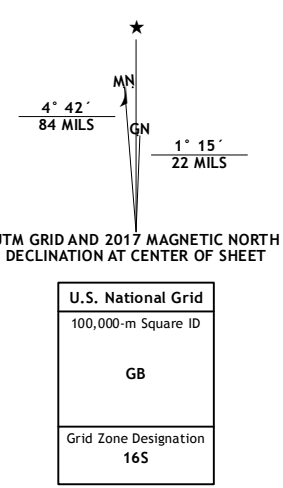 ★
MN
4° 42´
84 MILS
GN
1° 15´
22 MILS
UTM GRID AND 2017 MAGNETIC NORTH
DECLINATION AT CENTER OF SHEET
U.S. National Grid
100,000-m Square ID
GB
Grid Zone Designation
16S